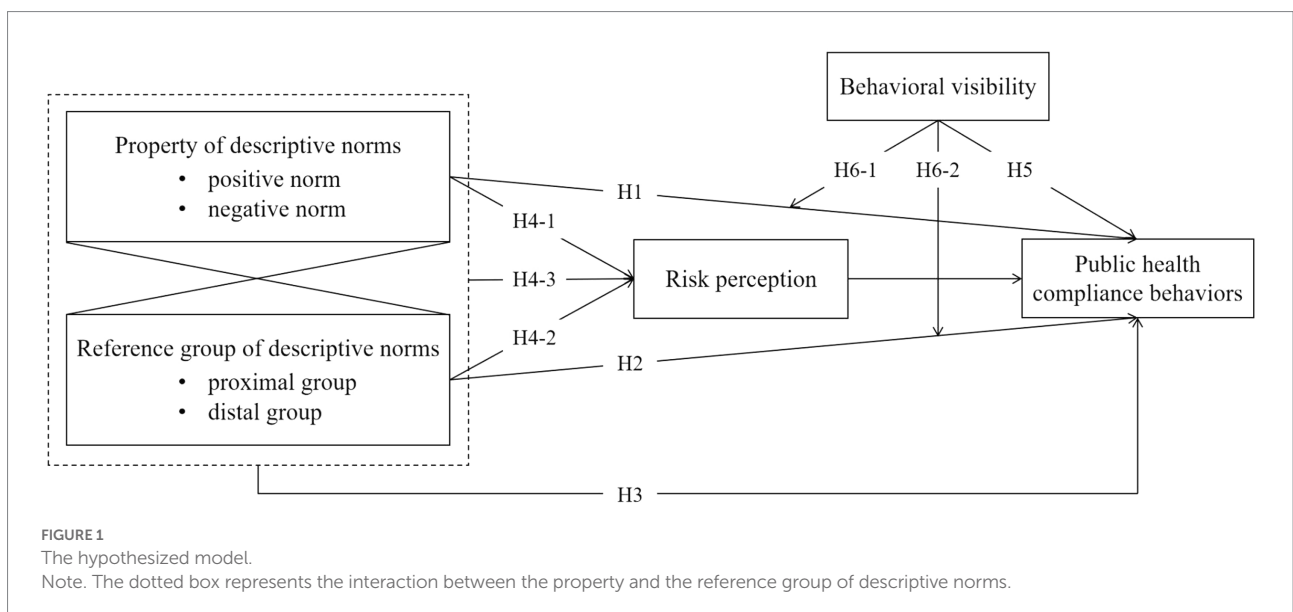 Behavioral visibility
Property of descriptive norms
• positive norm
• negative norm
H6-1
H6-2
H5
H1
H4-1
H4-3
H4-2
Risk perception
Public health
compliance behaviors
Reference group of descriptive norms
• proximal group
• distal group
H2
H3
FIGURE 1
The hypothesized model.
Note. The dotted box represents the interaction between the property and the reference group of descriptive norms.